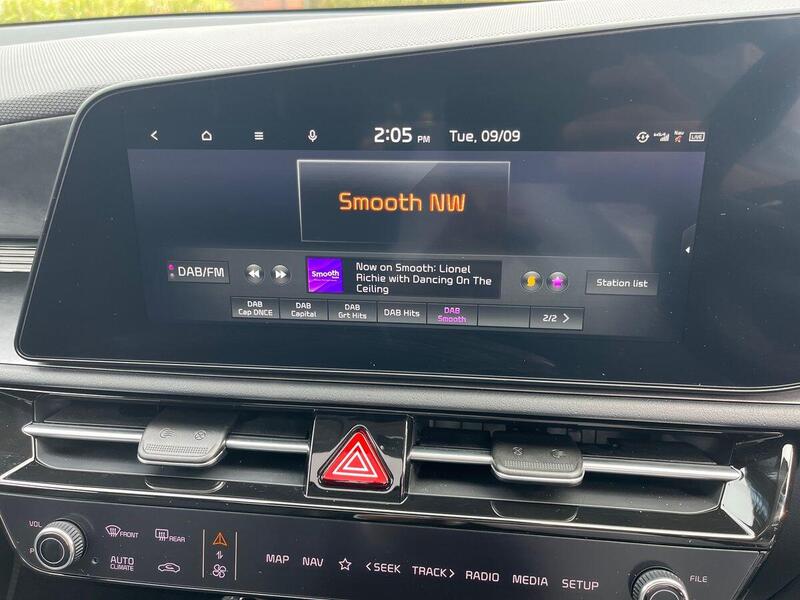 2:05 PM Tue, 09/09
LIVE
Smooth NW
DAB/FM
Smooth
Now on Smooth: Lionel
Richie with Dancing On The
Ceiling
Station list
DAB
Cap DNCE
DAB
Capital
DAB
Grt Hits
DAB Hits
DAB
Smooth
2/2 >
VOL
FRONT
REAR
AUTO
CLIMATE
MAP NAV ☆ <SEEK TRACK> RADIO MEDIA SETUP
FILE